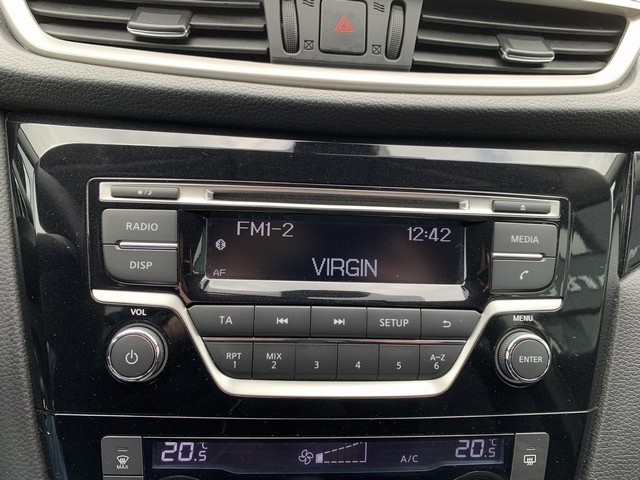 RADIO
FM1-2
12:42
MEDIA
DISP
AF
VIRGIN
VOL
TA
SETUP
MENU
RPT
1
MIX
2
3
4
5
A-Z
6
ENTER
MAX
20.5
°C
A/C
20.5
°C